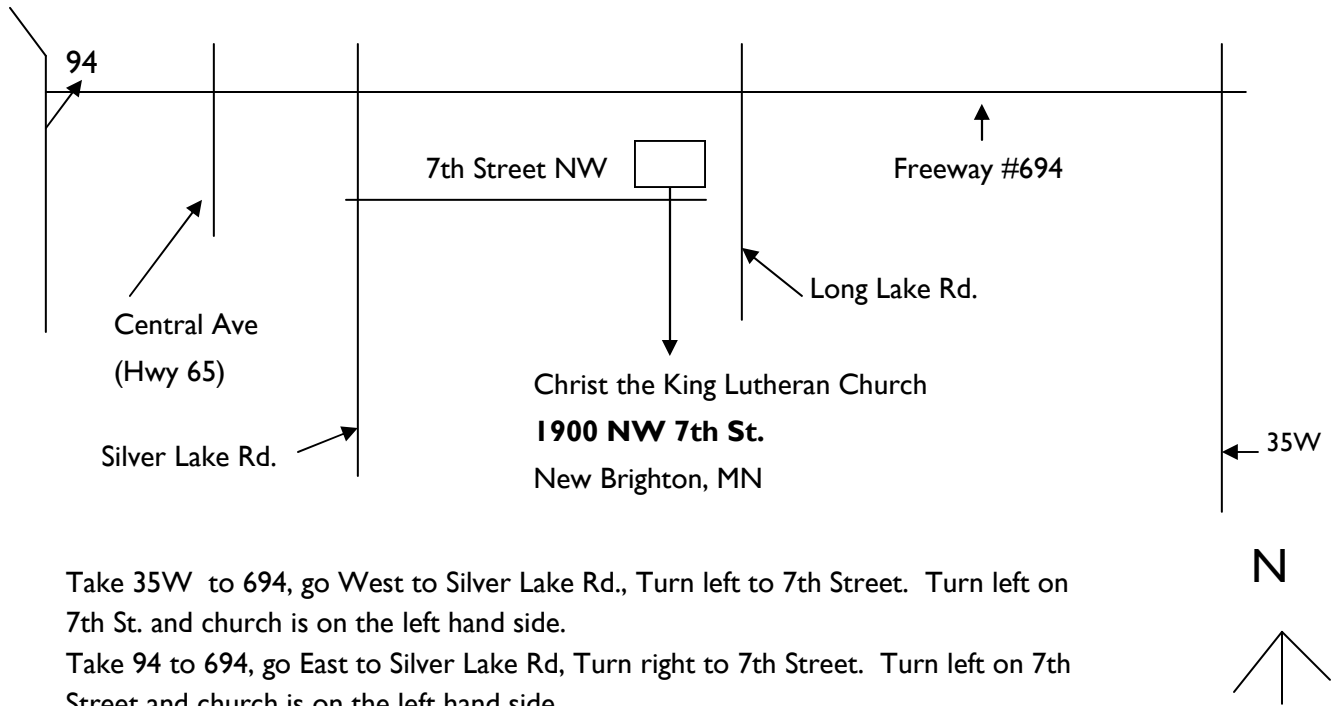 94
7th Street NW
Freeway #694
Long Lake Rd.
Central Ave
(Hwy 65)
Christ the King Lutheran Church
1900 NW 7th St.
New Brighton, MN
Silver Lake Rd.
35W
N
Take 35W to 694, go West to Silver Lake Rd., Turn left to 7th Street. Turn left on
7th St. and church is on the left hand side.
Take 94 to 694, go East to Silver Lake Rd, Turn right to 7th Street. Turn left on 7th
Street and church is on the left hand side